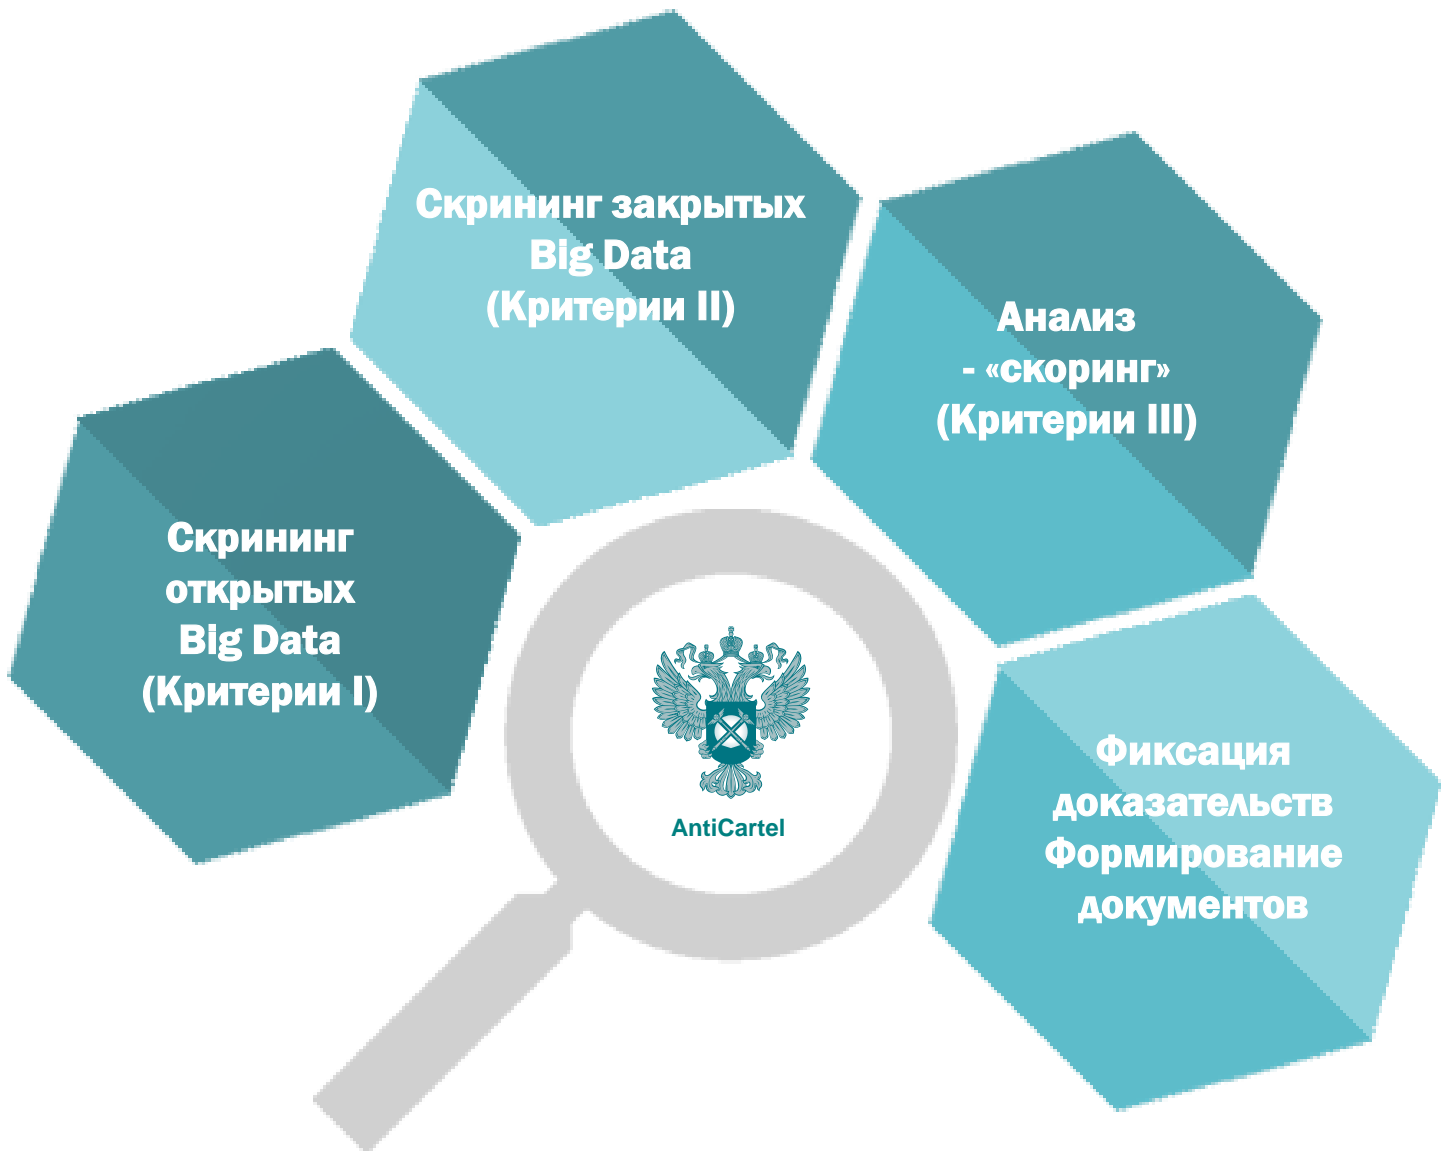 Скрининг
открытых
Big Data
(Критерии I)
Скрининг закрытых
Big Data
(Критерии II)
Анализ
- «скоринг»
(Критерии III)
Фиксация
доказательств
Формирование
документов
AntiCartel